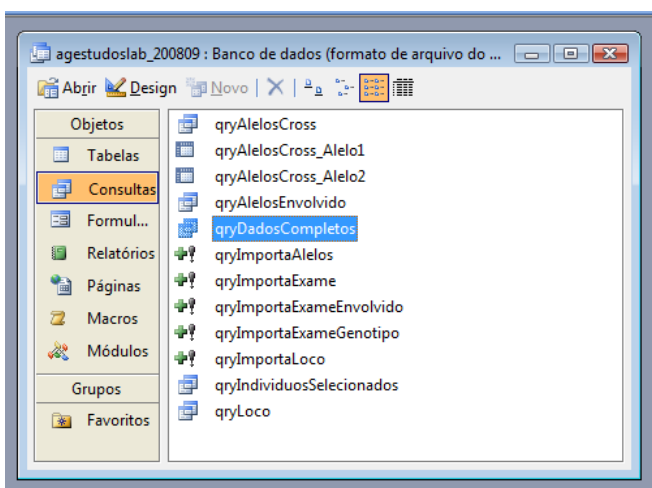 agestudoslab_200809 : Banco de dados (formato de arquivo do ...
Abrir Design Novo
Objetos
Tabelas
Consultas
Formul...
Relatórios
Páginas
Macros
Módulos
Grupos
Favoritos
qryAlelosCross
qryAlelosCross_Alelo1
qryAlelosCross_Alelo2
qryAlelosEnvolvido
qryDadosCompletos
qryImportaAlelos
qryImportaExame
qryImportaExameEnvolvido
qryImportaExameGenotipo
qryImportaLoco
qryIndividuosSelecionados
qryLoco